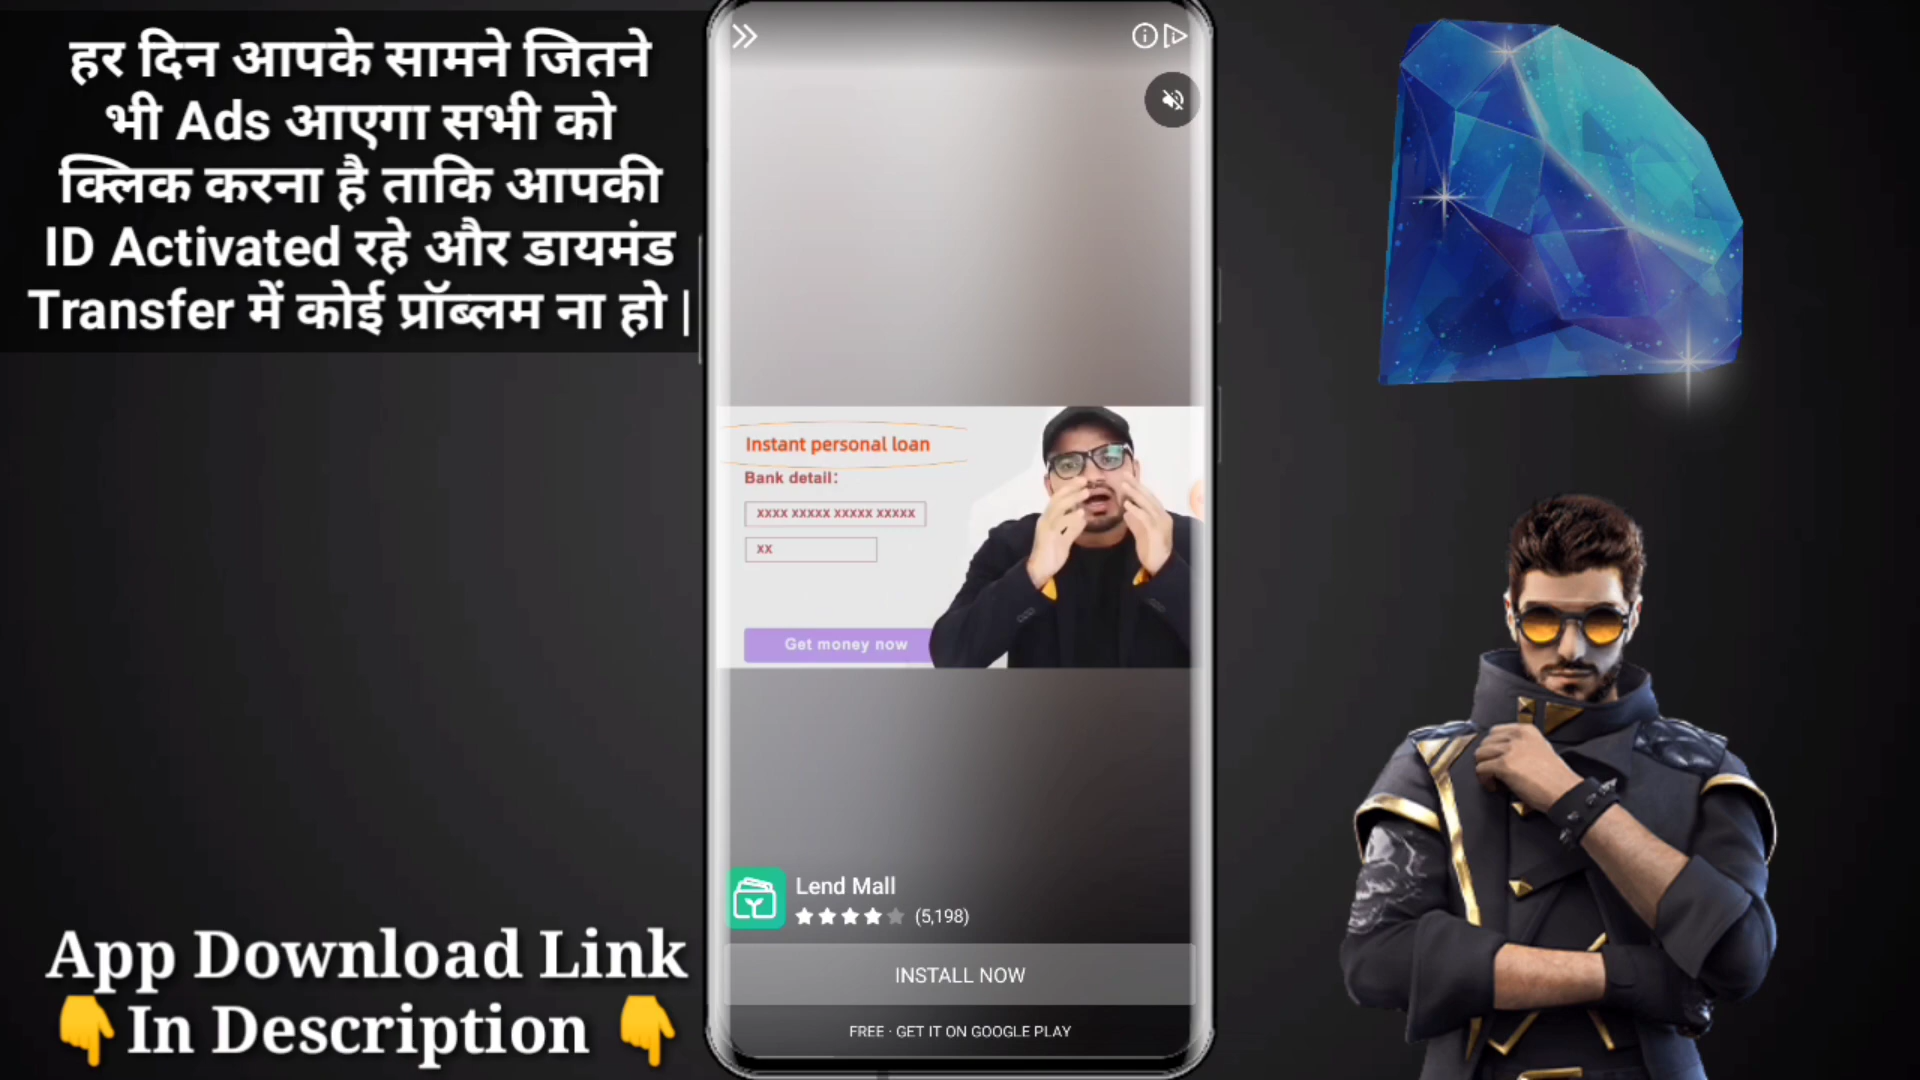 हर दिन आपके सामने जितने
भी Ads आएगा सभी को
क्लिक करना है ताकि आपकी
ID Activated रहे और डायमंड
Transfer में कोई प्रॉब्लम ना हो |
Instant personal loan
Bank detail:
xxxx xxxxx xxxxx xxxxx
xx
Get money now
Lend Mall
(5,198)
INSTALL NOW
FREE · GET IT ON GOOGLE PLAY
App Download Link
👇In Description 👇